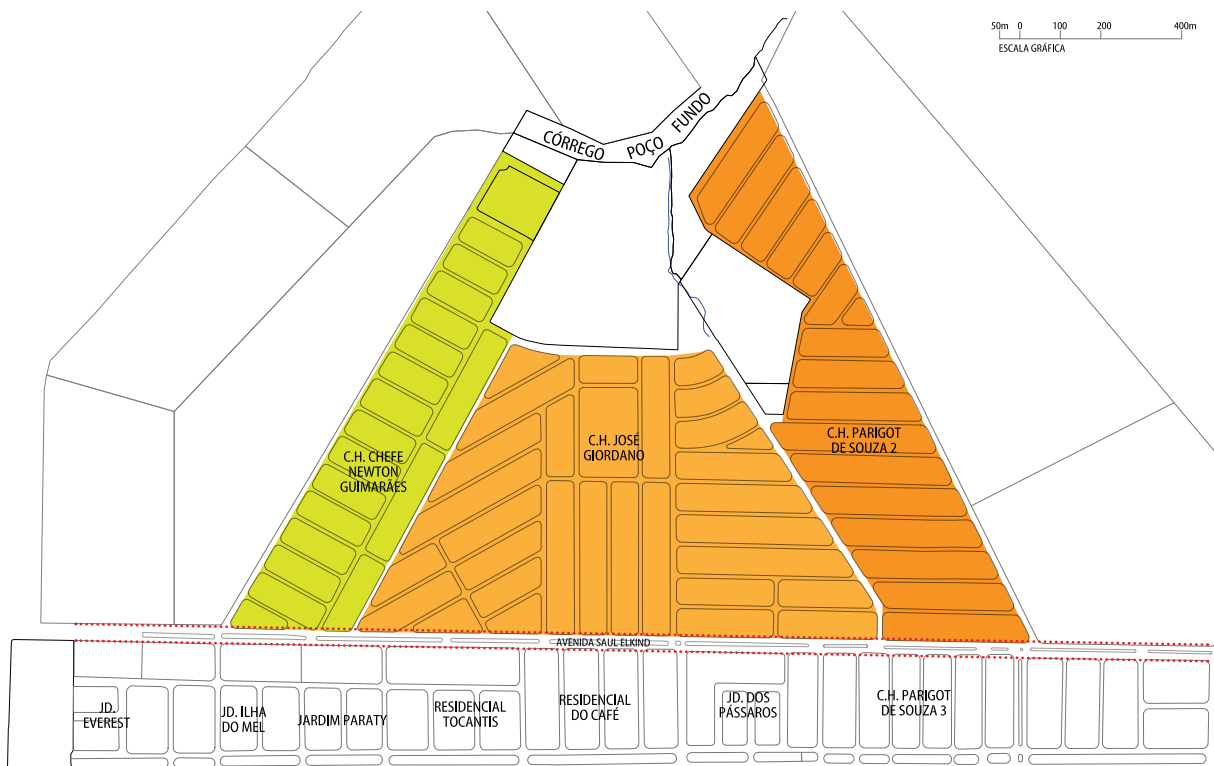 50m 0 100 200 400m
ESCALA GRÁFICA
CÓRREGO POÇO FUNDO
C.H. CHEFE
NEWTON
GUIMARÃES
C.H. JOSÉ
GIORDANO
C.H. PARIGOT
DE SOUZA 2
AVENIDA SAUL ELKIND
JD.
EVEREST
JD. ILHA
DO MEL
JARDIM PARATY
RESIDENCIAL
TOCANTIS
RESIDENCIAL
DO CAFÉ
JD. DOS
PÁSSAROS
C.H. PARIGOT
DE SOUZA 3